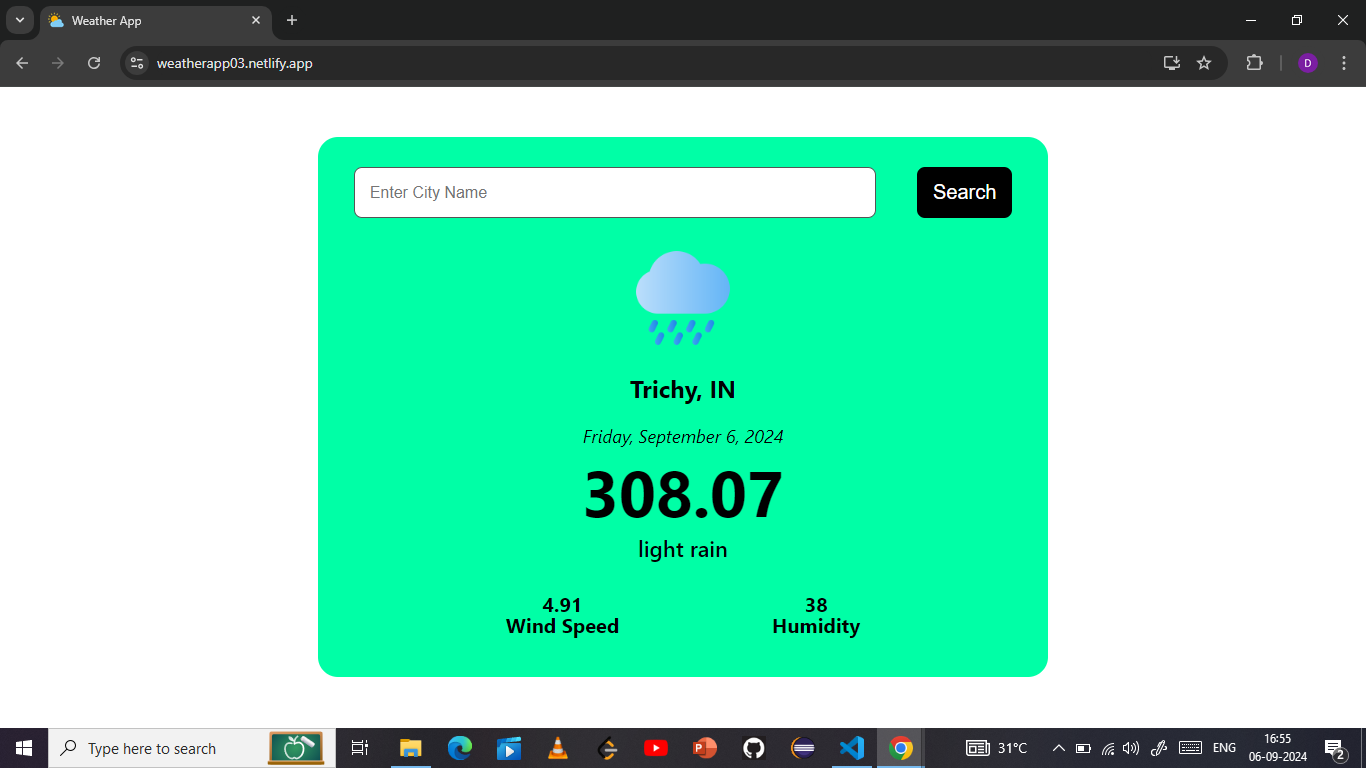 Weather App
weatherapp03.netlify.app
D
Enter City Name
Search
Trichy, IN
Friday, September 6, 2024
308.07
light rain
4.91
Wind Speed
38
Humidity
Type here to search
31°C
ENG
16:55
06-09-2024
2